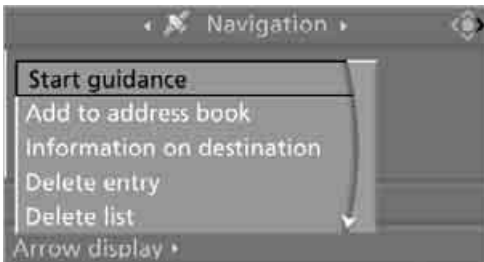 Navigation
Start guidance
Add to address book
Information on destination
Delete entry
Delete list
Arrow display